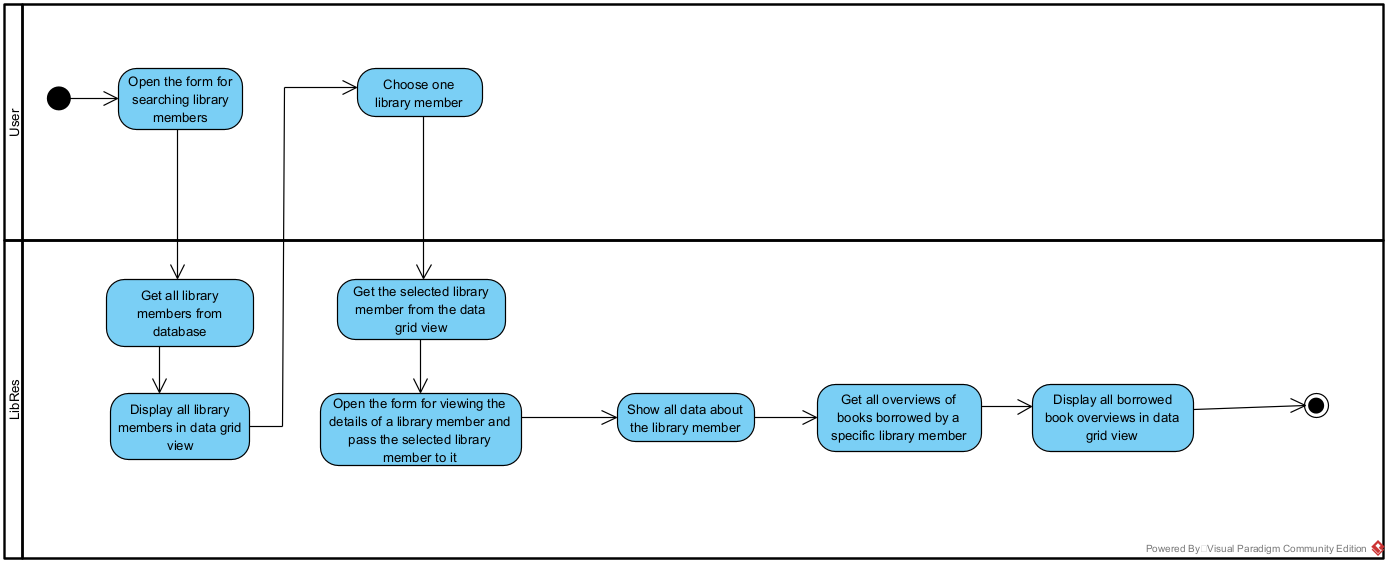 User
Open the form for
searching library
members
Choose one
library member
LibRes
Get all library
members from
database
Get the selected library
member from the data
grid view
Display all library
members in data grid
view
Open the form for viewing the
details of a library member and
pass the selected library
member to it
Show all data about
the library member
Get all overviews of
books borrowed by a
specific library member
Display all borrowed
book overviews in data
grid view
Powered By Visual Paradigm Community Edition